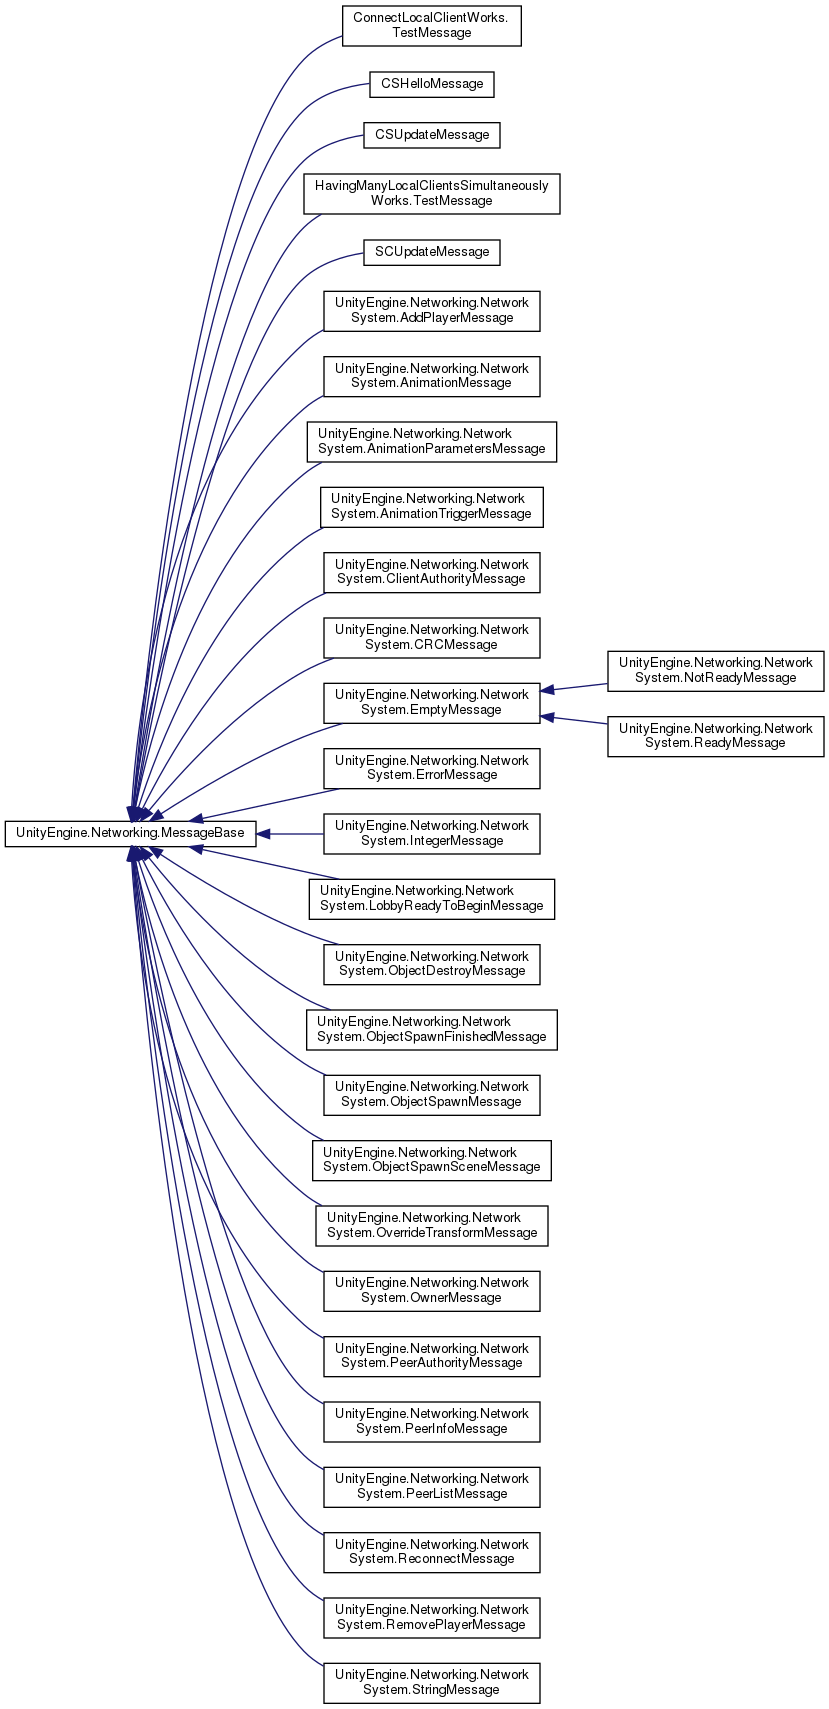 ConnectLocalClientWorks.
TestMessage
CSHelloMessage
CSUpdateMessage
HavingManyLocalClientsSimultaneously
Works.TestMessage
SCUpdateMessage
UnityEngine.Networking.Network
System.AddPlayerMessage
UnityEngine.Networking.Network
System.AnimationMessage
UnityEngine.Networking.Network
System.AnimationParametersMessage
UnityEngine.Networking.Network
System.AnimationTriggerMessage
UnityEngine.Networking.Network
System.ClientAuthorityMessage
UnityEngine.Networking.Network
System.CRCMessage
UnityEngine.Networking.Network
System.EmptyMessage
UnityEngine.Networking.Network
System.NotReadyMessage
UnityEngine.Networking.Network
System.ReadyMessage
UnityEngine.Networking.Network
System.ErrorMessage
UnityEngine.Networking.MessageBase
UnityEngine.Networking.Network
System.IntegerMessage
UnityEngine.Networking.Network
System.LobbyReadyToBeginMessage
UnityEngine.Networking.Network
System.ObjectDestroyMessage
UnityEngine.Networking.Network
System.ObjectSpawnFinishedMessage
UnityEngine.Networking.Network
System.ObjectSpawnMessage
UnityEngine.Networking.Network
System.ObjectSpawnSceneMessage
UnityEngine.Networking.Network
System.OverrideTransformMessage
UnityEngine.Networking.Network
System.OwnerMessage
UnityEngine.Networking.Network
System.PeerAuthorityMessage
UnityEngine.Networking.Network
System.PeerInfoMessage
UnityEngine.Networking.Network
System.PeerListMessage
UnityEngine.Networking.Network
System.ReconnectMessage
UnityEngine.Networking.Network
System.RemovePlayerMessage
UnityEngine.Networking.Network
System.StringMessage